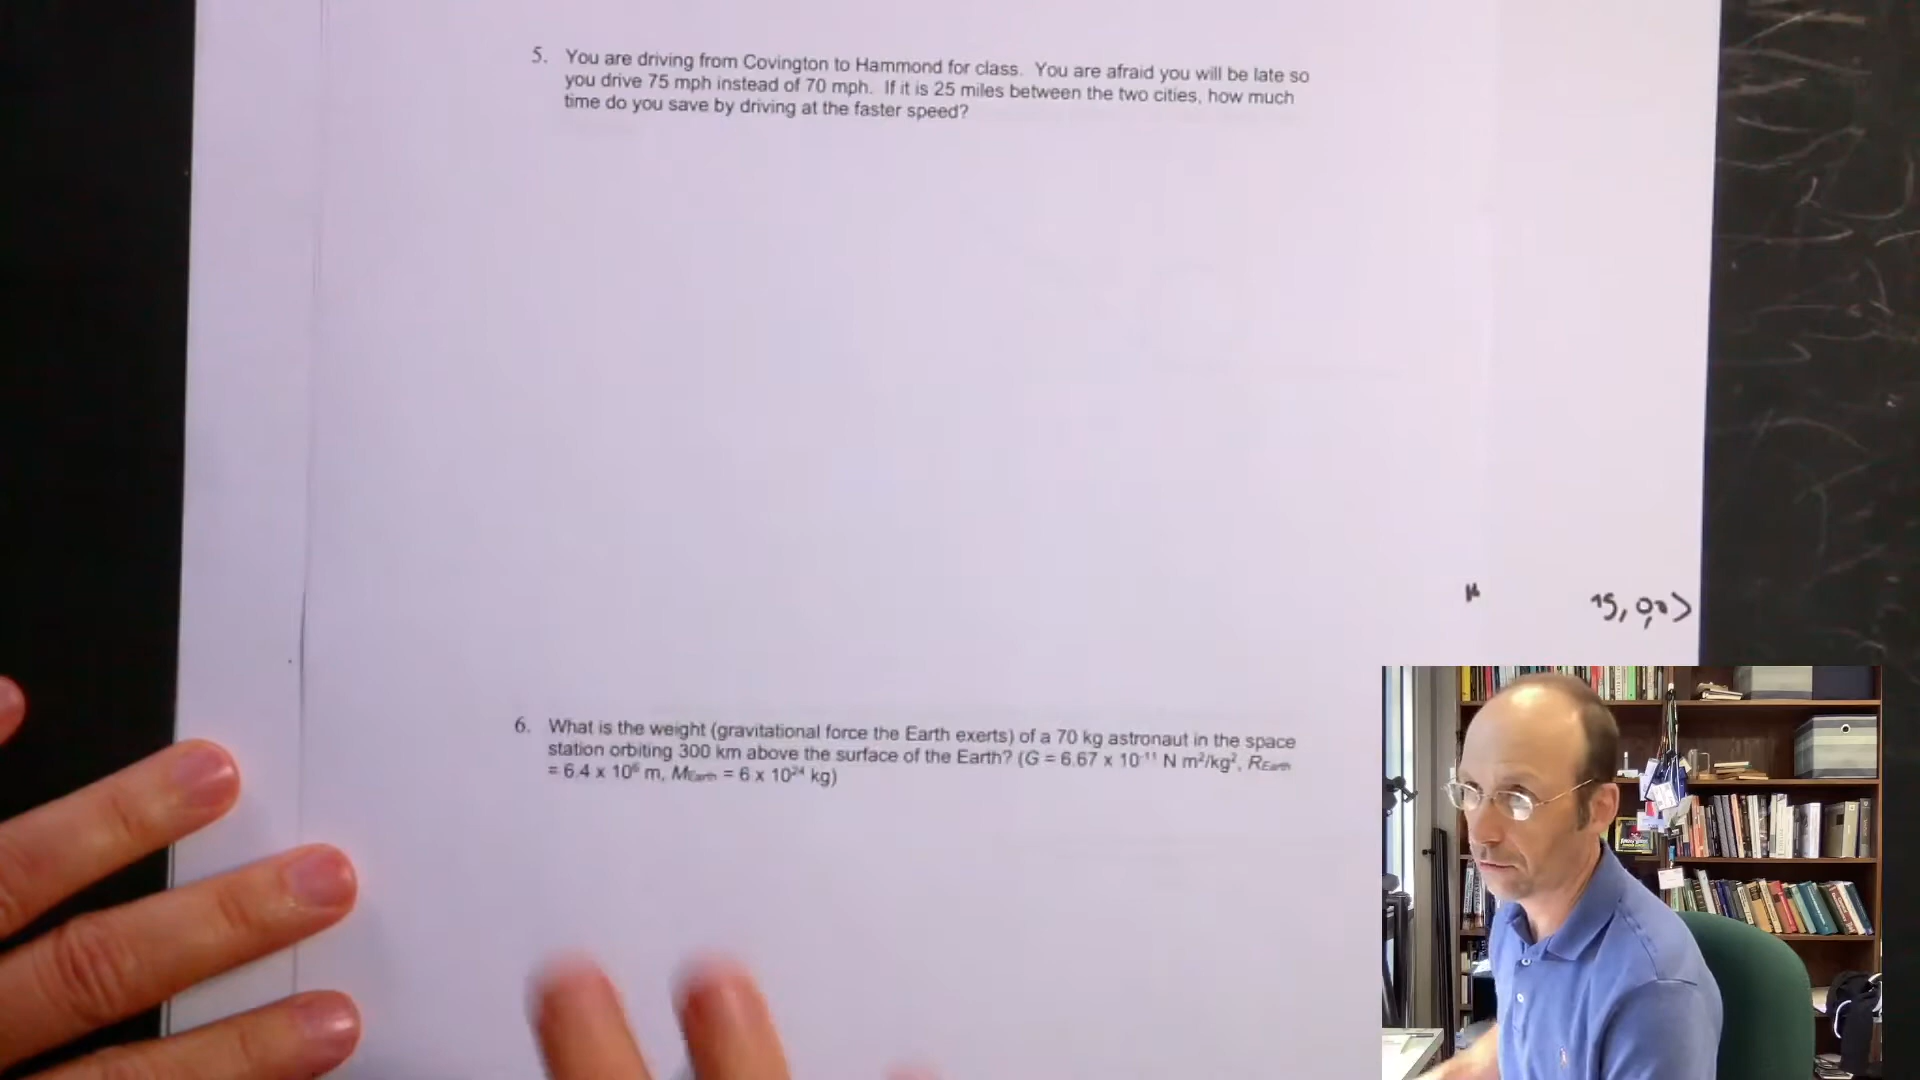 5. You are driving from Covington to Hammond for class. You are afraid you will be late so
you drive 75 mph instead of 70 mph. If it is 25 miles between the two cities, how much
time do you save by driving at the faster speed?
6. What is the weight (gravitational force the Earth exerts) of a 70 kg astronaut in the space
station orbiting 300 km above the surface of the Earth? (G = 6.67 x 10⁻¹¹ N m²/kg², R_Earth
= 6.4 x 10⁶ m, M_Earth = 6 x 10²⁴ kg)